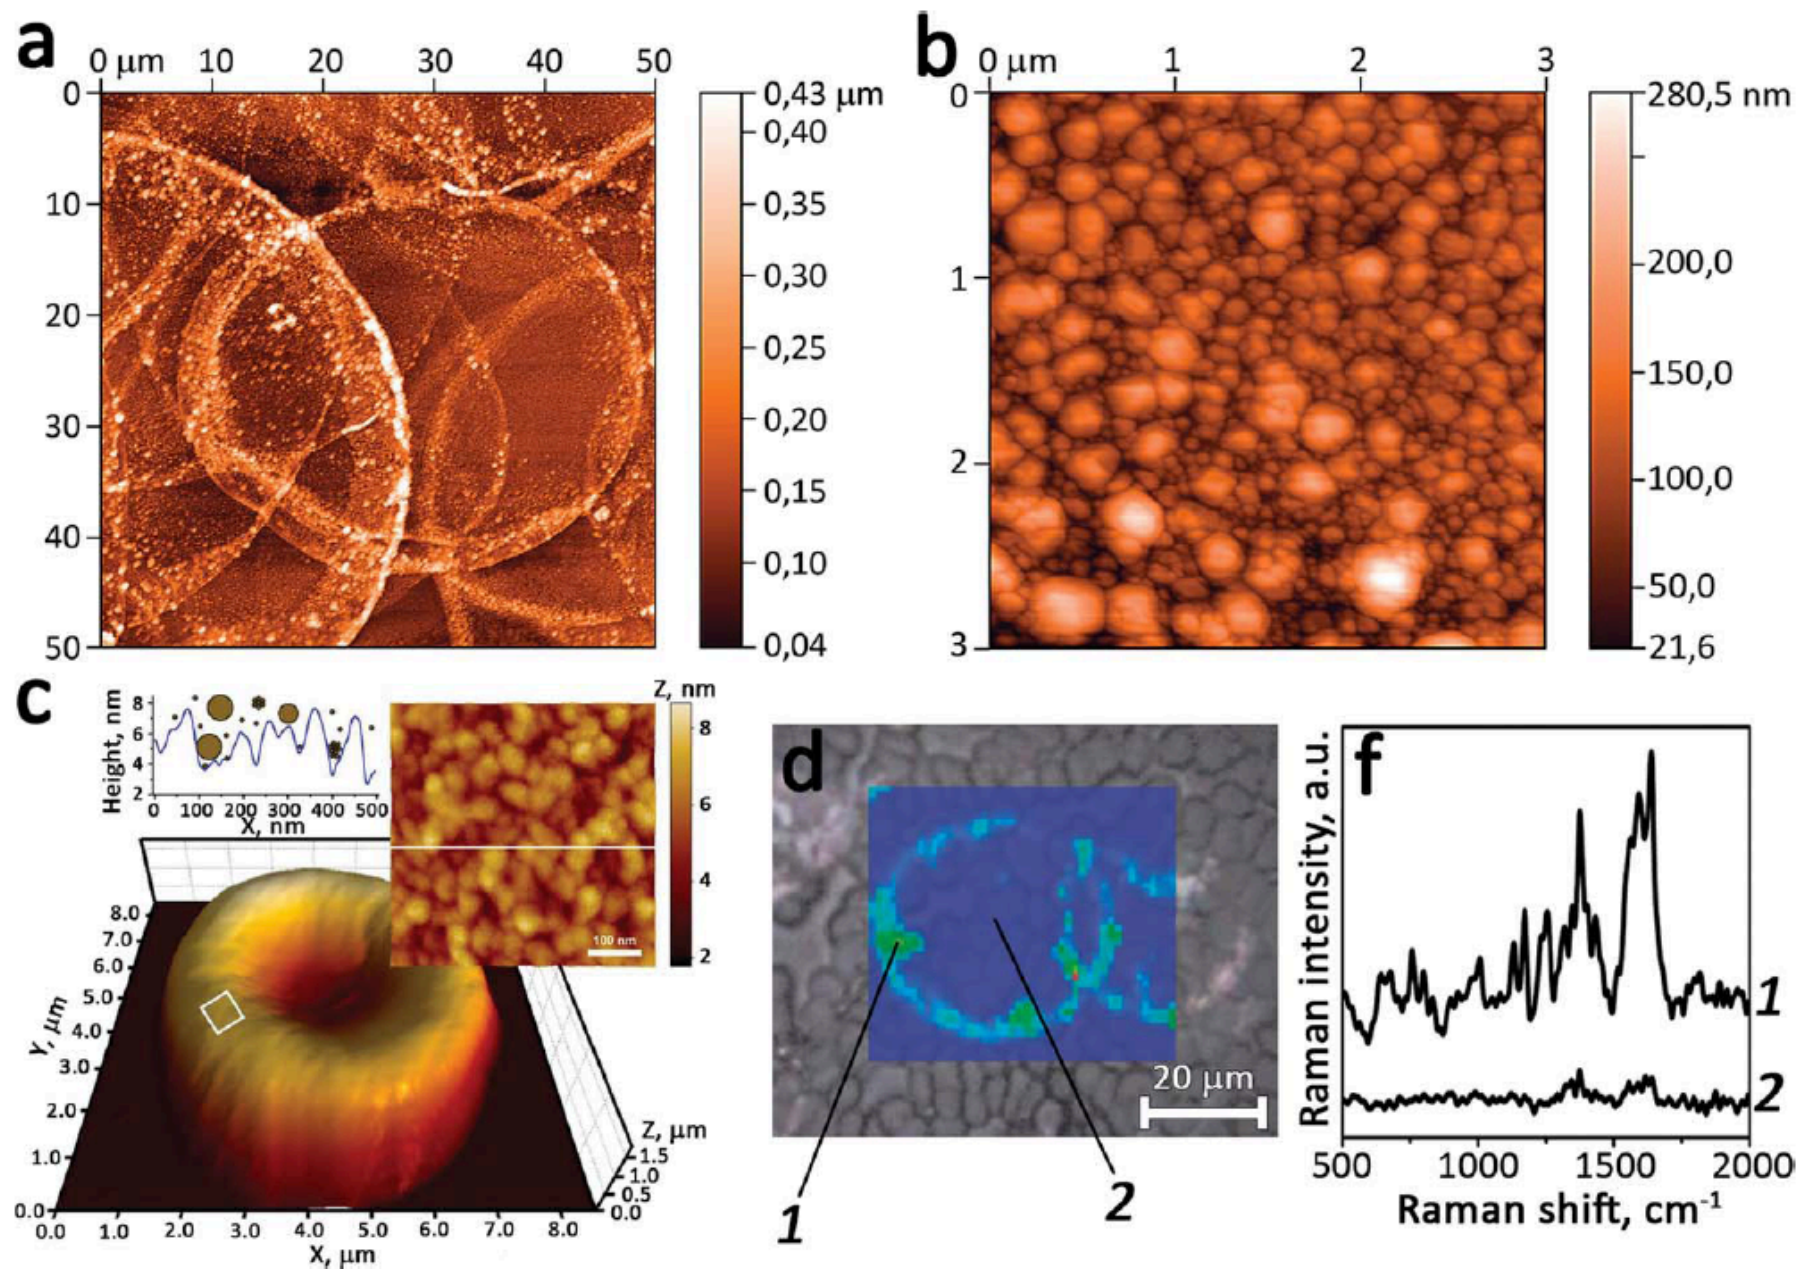 a
0 µm 10 20 30 40 50
0
10
20
30
40
50
0,43 µm
0,40
0,35
0,30
0,25
0,20
0,15
0,10
0,04
b
0 µm 1 2 3
0
1
2
3
280,5 nm
200,0
150,0
100,0
50,0
21,6
c
Height, nm
8
6
4
2
0 100 200 300 400 500
X, nm
Z, nm
8
6
4
2
100 nm
8.0
7.0
6.0
5.0
4.0
3.0
2.0
1.0
0.0
Y, µm
0.0 1.0 2.0 3.0 4.0 5.0 6.0 7.0 8.0
X, µm
Z, µm
1.5
1.0
0.5
0.0
d
20 µm
1
2
f
Raman intensity, a.u.
1
2
500 1000 1500 2000
Raman shift, cm-1